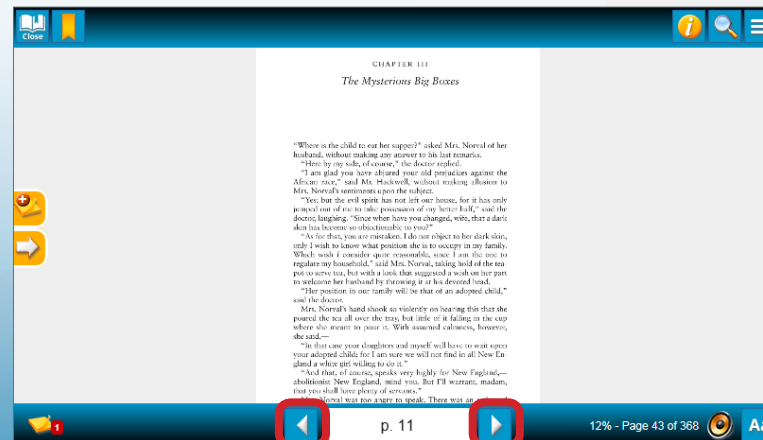 Close
CHAPTER III
The Mysterious Big Boxes
“Where is the child to eat her supper?” asked Mrs. Norval of her
husband, without making any answer to his last remarks.
“Here by my side, of course,” the doctor replied.
“I am glad you have abjured your old prejudices against the
African race,” said Mr. Hackwell, without making allusion to
Mrs. Norval’s sentiments upon the subject.
“Yes; but the evil spirit has not left our house, for it has only
jumped out of me to take possession of my better half,” said the
doctor, laughing. “Since when have you changed, wife, that a dark
skin has become so objectionable to you?”
“As for that, you are mistaken. I do not object to her dark skin,
only I wish to know what position she is to occupy in my family.
Which wish I consider quite reasonable, since I am the one to
regulate my household,” said Mrs. Norval, taking hold of the tea-
pot to serve tea, but with a look that suggested a wish on her part
to welcome her husband by throwing it at his devoted head.
“Her position in our family will be that of an adopted child,”
said the doctor.
Mrs. Norval’s hand shook so violently on hearing this that she
poured the tea all over the tray, but little of it falling in the cup
where she meant to pour it. With assumed calmness, however,
she said,—
“In that case your daughters and myself will have to wait upon
your adopted child; for I am sure we will not find in all New En-
gland a white girl willing to do it.”
“And that, of course, speaks very highly for New England,—
abolitionist New England, mind you. But I’ll warrant, madam,
that you shall have plenty of servants.”
Mrs. Norval was too angry to speak. There was an
1
p. 11
12% - Page 43 of 368
Aa